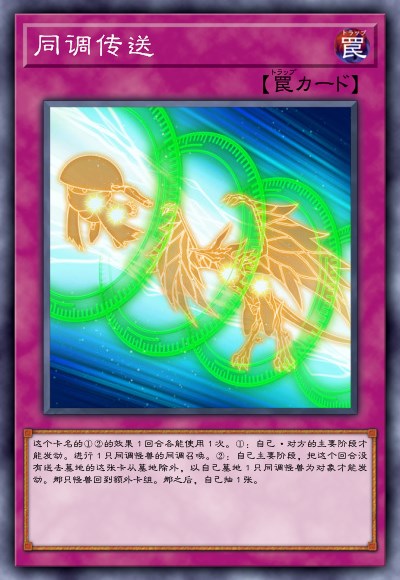 同调传送
罠
トラップ
【罠カード】
トラップ
这个卡名的①②的效果1回合各能使用1次。①：自己·对方的主要阶段才
能发动。进行1只同调怪兽的同调召唤。②：自己主要阶段，把这个回合没
有送去墓地的这张卡从墓地除外，以自己墓地1只同调怪兽为对象才能发
动。那只怪兽回到额外卡组。那之后，自己抽1张。